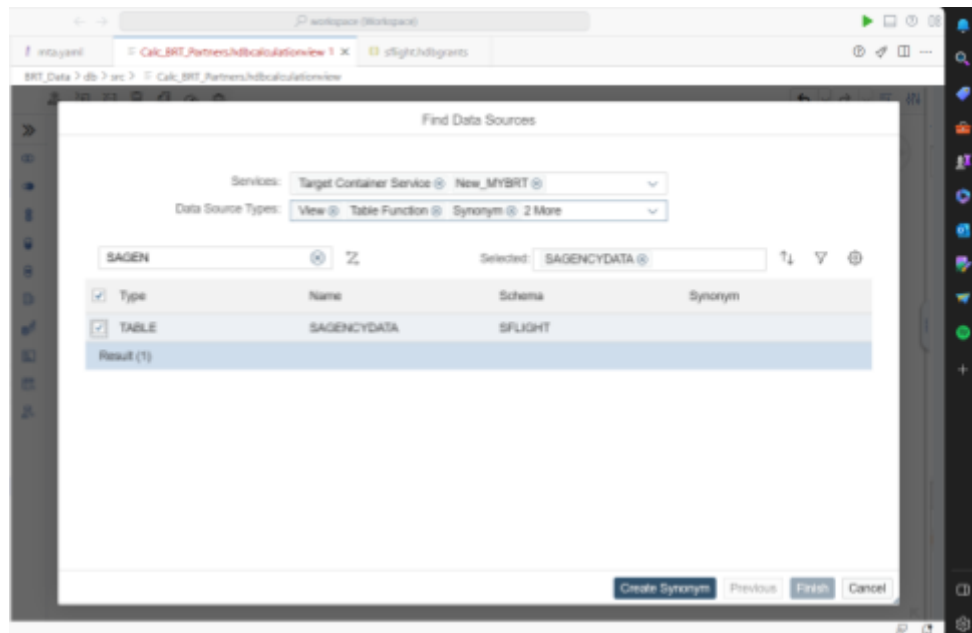 workspace (Workspace)
mta.yaml
Calc_BRT_Partners.hdbcalculationview 1
sflight.hdbgrants
BRT_Data > db > src > Calc_BRT_Partners.hdbcalculationview
Find Data Sources
Services: Target Container Service New_MYBRT
Data Source Types: View Table Function Synonym 2 More
SAGEN
Selected: SAGENCYDATA
Type Name Schema Synonym
TABLE SAGENCYDATA SFLIGHT
Result (1)
Create Synonym Previous Finish Cancel